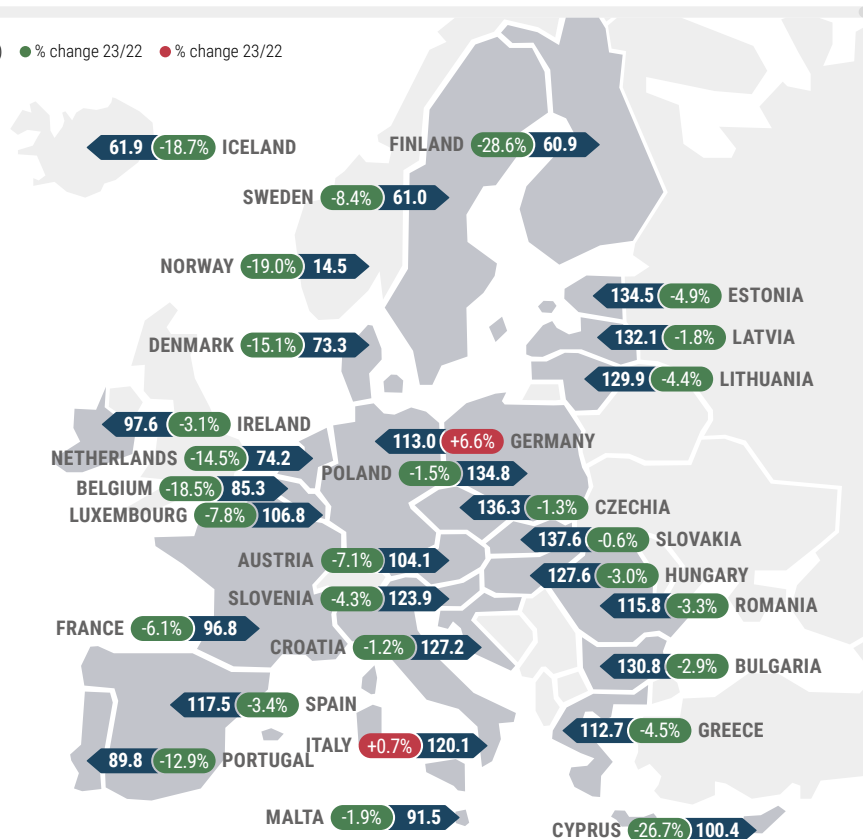 ) % change 23/22 % change 23/22
61.9 -18.7% ICELAND
FINLAND -28.6% 60.9
SWEDEN -8.4% 61.0
NORWAY -19.0% 14.5
134.5 -4.9% ESTONIA
132.1 -1.8% LATVIA
DENMARK -15.1% 73.3
129.9 -4.4% LITHUANIA
97.6 -3.1% IRELAND
113.0 +6.6% GERMANY
NETHERLANDS -14.5% 74.2
POLAND -1.5% 134.8
BELGIUM -18.5% 85.3
136.3 -1.3% CZECHIA
LUXEMBOURG -7.8% 106.8
137.6 -0.6% SLOVAKIA
AUSTRIA -7.1% 104.1
127.6 -3.0% HUNGARY
SLOVENIA -4.3% 123.9
115.8 -3.3% ROMANIA
FRANCE -6.1% 96.8
CROATIA -1.2% 127.2
130.8 -2.9% BULGARIA
117.5 -3.4% SPAIN
112.7 -4.5% GREECE
ITALY +0.7% 120.1
89.8 -12.9% PORTUGAL
MALTA -1.9% 91.5
CYPRUS -26.7% 100.4